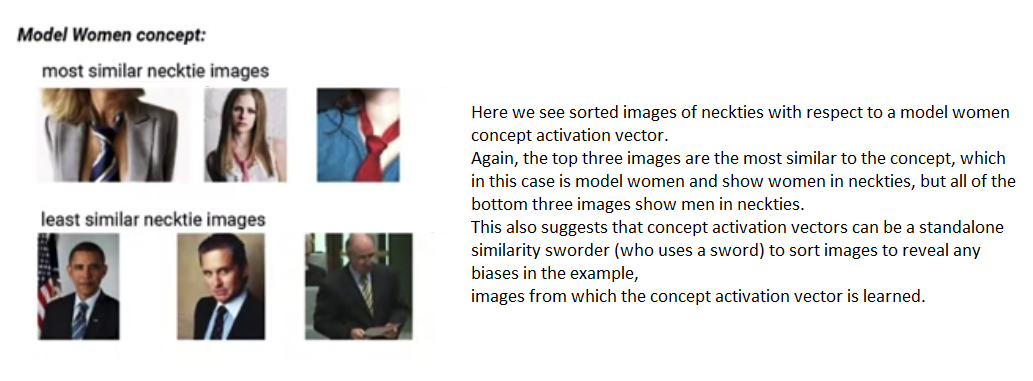 Model Women concept:
most similar necktie images
least similar necktie images
Here we see sorted images of neckties with respect to a model women
concept activation vector.
Again, the top three images are the most similar to the concept, which
in this case is model women and show women in neckties, but all of the
bottom three images show men in neckties.
This also suggests that concept activation vectors can be a standalone
similarity sworder (who uses a sword) to sort images to reveal any
biases in the example,
images from which the concept activation vector is learned.